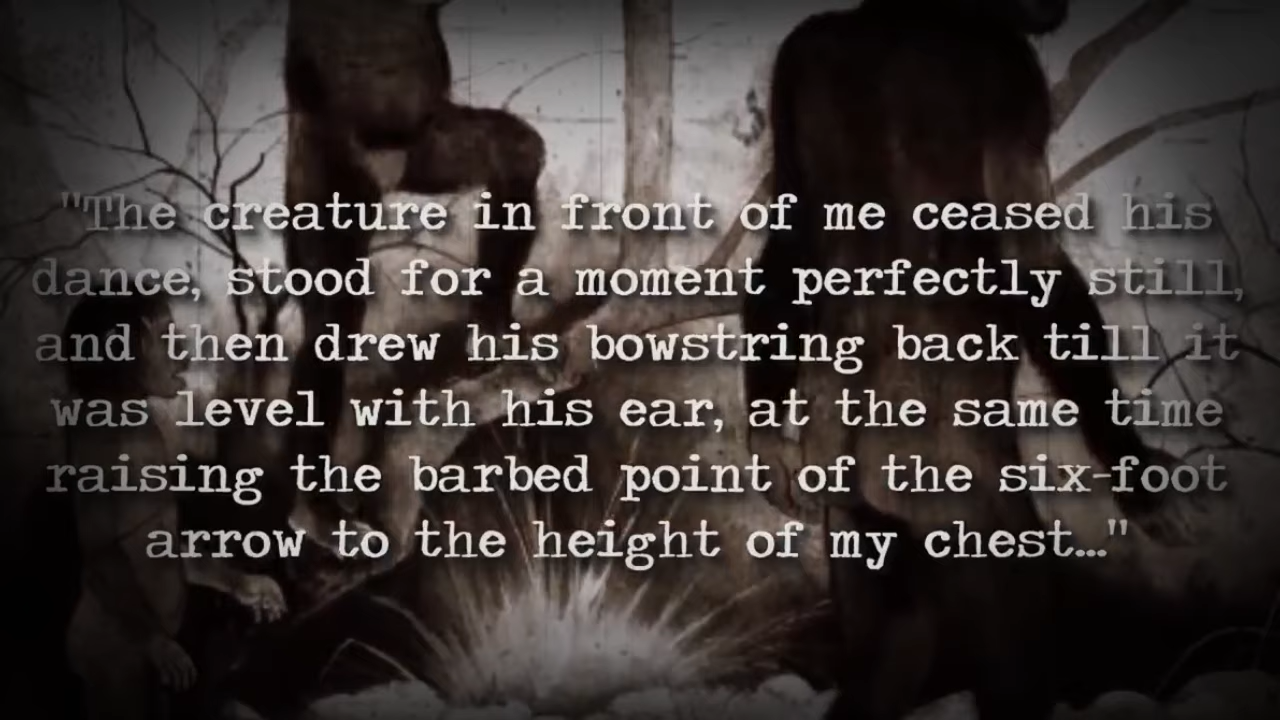 "The creature in front of me ceased his
dance, stood for a moment perfectly still,
and then drew his bowstring back till it
was level with his ear, at the same time
raising the barbed point of the six-foot
arrow to the height of my chest..."